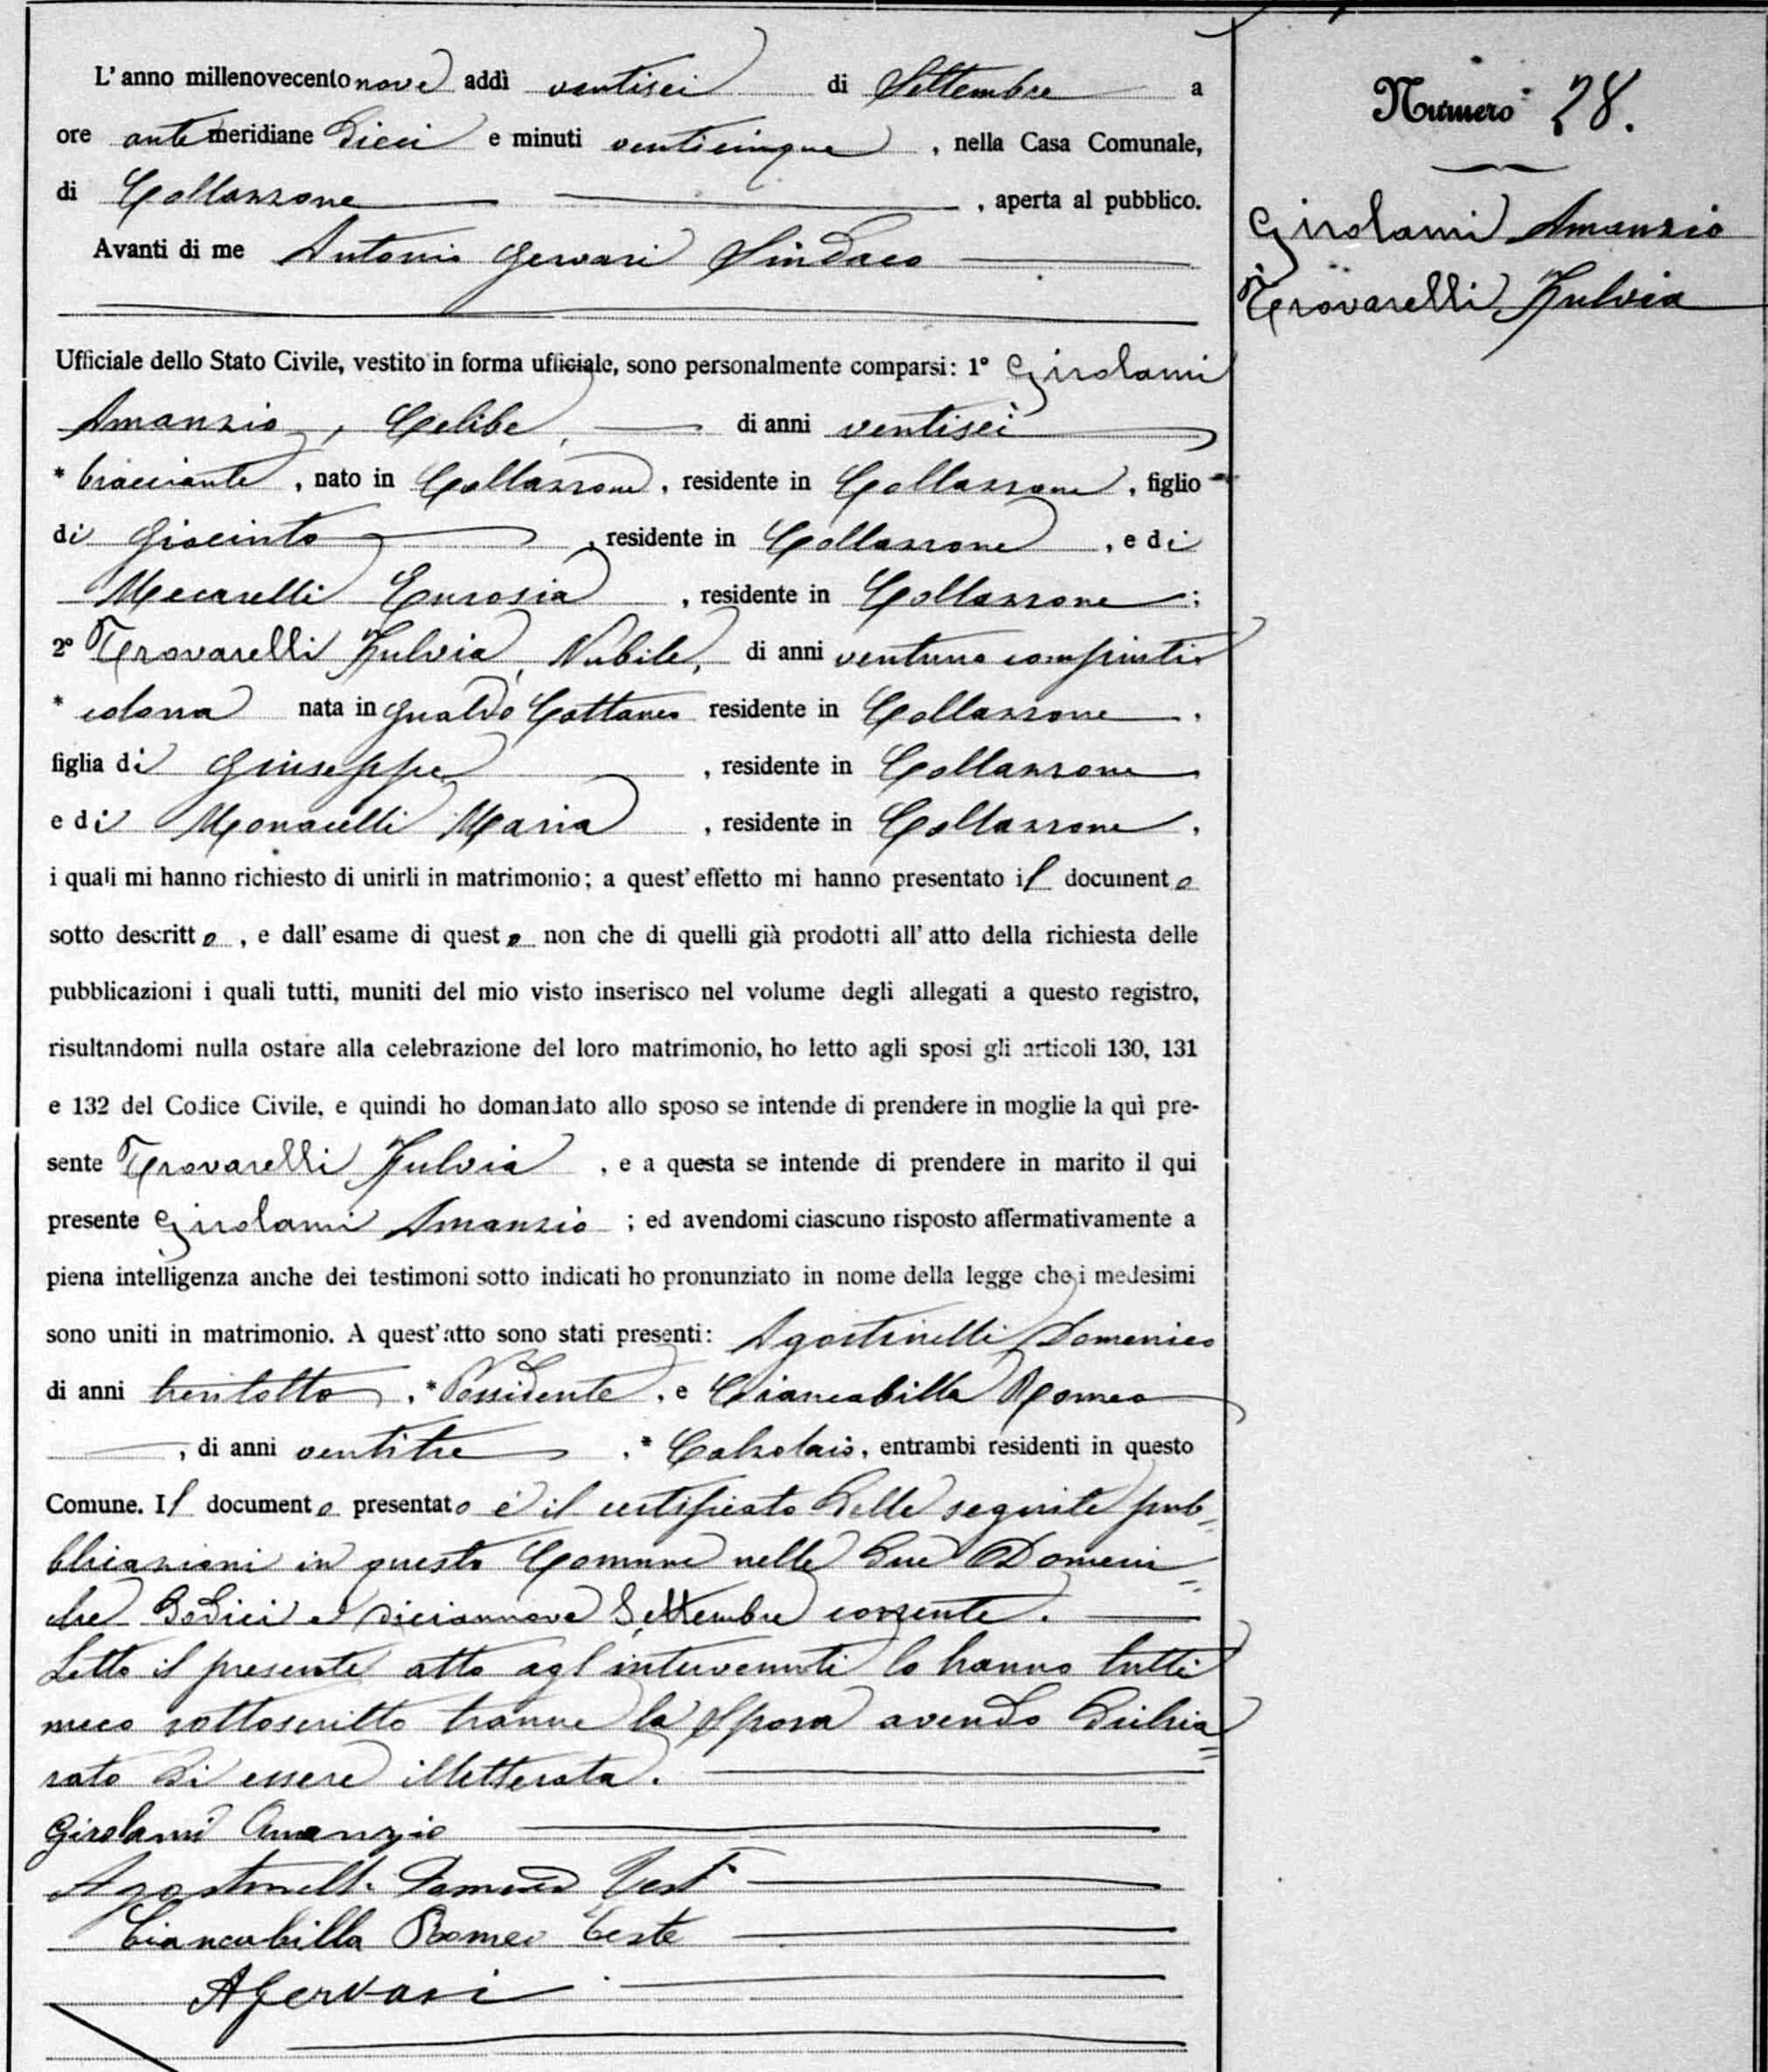 L'anno millenovecentonove addì ventisei di Settembre a
ore antemeridiane dieci e minuti venticinque, nella Casa Comunale,
di Collazzone, aperta al pubblico.
Avanti di me Antonio Gervasi Sindaco
Ufficiale dello Stato Civile, vestito in forma ufficiale, sono personalmente comparsi: 1° Girolami
Amanzio, Celibe, di anni ventisei
* bracciante, nato in Collazzone, residente in Collazzone, figlio
di Giacinto, residente in Collazzone, e di
Mecarelli Eurosia, residente in Collazzone;
2° Trovarelli Fulvia, Nubile, di anni ventuno compiuti
* colona nata in Gualdo Cattaneo residente in Collazzone,
figlia di Giuseppe, residente in Collazzone
e di Monacelli Maria, residente in Collazzone,
i quali mi hanno richiesto di unirli in matrimonio; a quest'effetto mi hanno presentato il documento
sotto descritto, e dall'esame di questo non che di quelli già prodotti all'atto della richiesta delle
pubblicazioni i quali tutti, muniti del mio visto inserisco nel volume degli allegati a questo registro,
risultandomi nulla ostare alla celebrazione del loro matrimonio, ho letto agli sposi gli articoli 130, 131
e 132 del Codice Civile, e quindi ho domandato allo sposo se intende di prendere in moglie la quì pre-
sente Trovarelli Fulvia, e a questa se intende di prendere in marito il qui
presente Girolami Amanzio; ed avendomi ciascuno risposto affermativamente a
piena intelligenza anche dei testimoni sotto indicati ho pronunziato in nome della legge che i medesimi
sono uniti in matrimonio. A quest'atto sono stati presenti: Agostinelli Domenico
di anni trentotto, * Possidente, e Ciancabilla Romeo
, di anni ventitre, * Calzolaio, entrambi residenti in questo
Comune. Il documento presentato è il certificato delle seguite pub=
blicazioni in questo Comune nelle due Domeni=
che dodici e diciannove Settembre corrente.
Letto il presente atto agl'intervenuti lo hanno tutti
meco sottoscritto tranne la Sposa avendo dichia=
rato di essere illetterata.
Girolami Amanzio
Agostinelli Domenico Test
Ciancabilla Romeo teste
AGervasi
Numero 28.
Girolami Amanzio
Trovarelli Fulvia